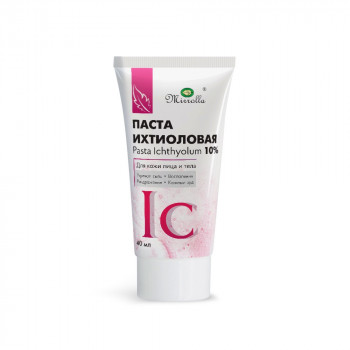 Mirrolla®
ПАСТА
ИХТИОЛОВАЯ
Pasta Ichthyolum 10%
Для кожи лица и тела
Ic
40 мл